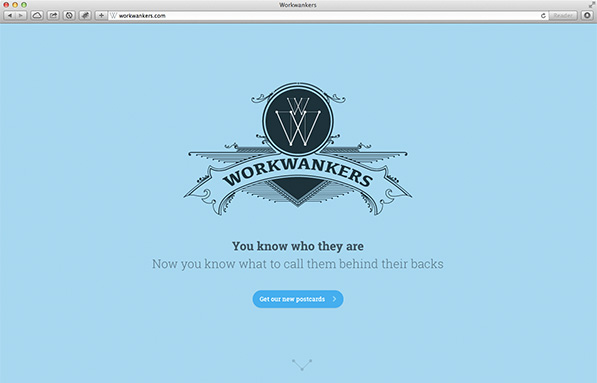 Workwankers
workwankers.com
Reader
WORKWANKERS
You know who they are
Now you know what to call them behind their backs
Get our new postcards